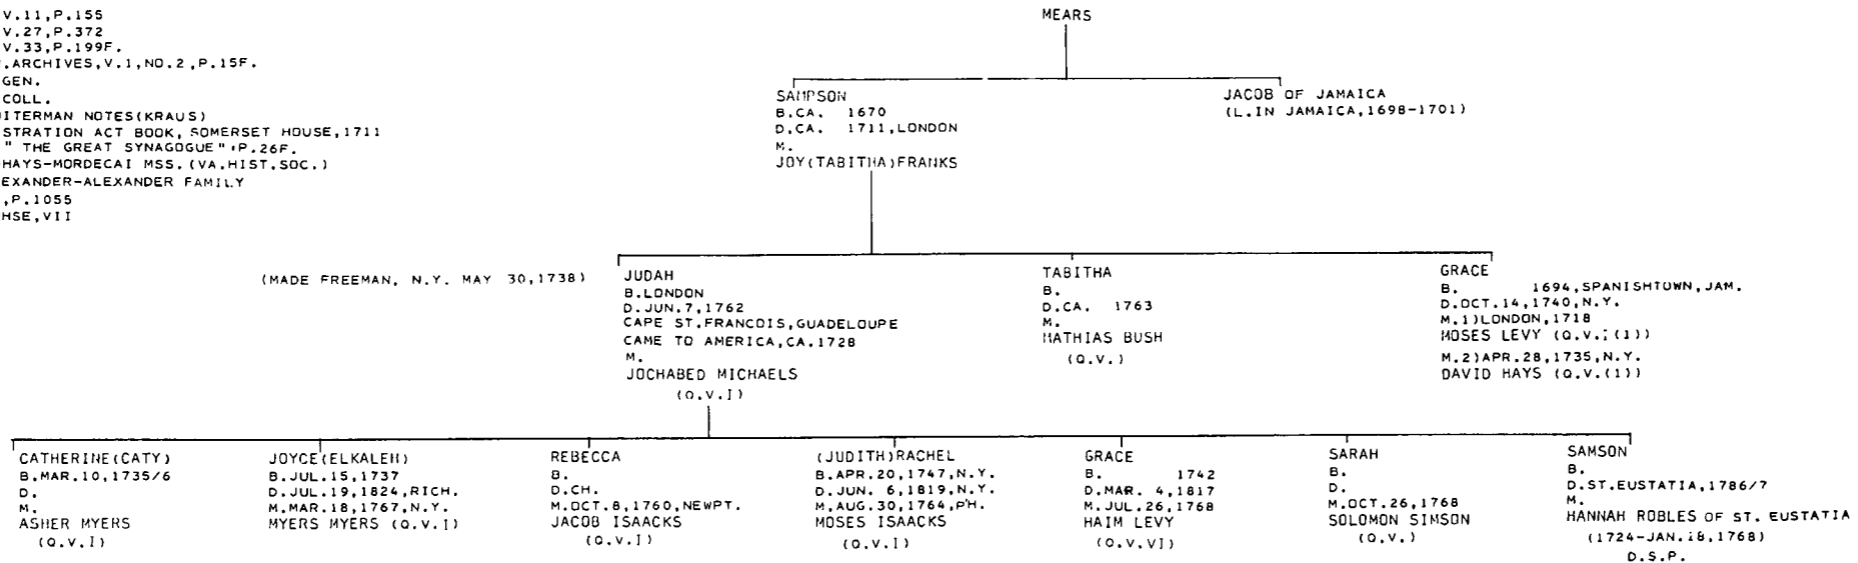 V.11,P.155
V.27,P.372
V.33,P.199F.
.ARCHIVES,V.1,NO.2,P.15F.
GEN.
COLL.
ITERMAN NOTES(KRAUS)
STRATION ACT BOOK, SOMERSET HOUSE,1711
" THE GREAT SYNAGOGUE",P.26F.
HAYS-MORDECAI MSS.(VA.HIST.SOC.)
EXANDER-ALEXANDER FAMILY
,P.1055
HSE,VII
MEARS
SAMPSON
B.CA. 1670
D.CA. 1711,LONDON
M.
JOY(TABITHA)FRANKS
JACOB OF JAMAICA
(L.IN JAMAICA,1698-1701)
(MADE FREEMAN, N.Y. MAY 30,1738)
JUDAH
B.LONDON
D.JUN.7,1762
CAPE ST.FRANCOIS,GUADELOUPE
CAME TO AMERICA,CA.1728
M.
JOCHABED MICHAELS
(Q.V.I)
TABITHA
B.
D.CA. 1763
M.
MATHIAS BUSH
(Q.V.)
GRACE
B. 1694,SPANISHTOWN,JAM.
D.OCT.14,1740,N.Y.
M.1)LONDON,1718
MOSES LEVY (Q.V.I(1))
M.2)APR.28,1735,N.Y.
DAVID HAYS (Q.V.(1))
CATHERINE(CATY)
B.MAR.10,1735/6
D.
M.
ASHER MYERS
(Q.V.I)
JOYCE(ELKALEH)
B.JUL.15,1737
D.JUL.19,1824,RICH.
M.MAR.18,1767,N.Y.
MYERS MYERS (Q.V.I)
REBECCA
B.
D.CH.
M.OCT.8,1760,NEWPT.
JACOB ISAACKS
(Q.V.I)
(JUDITH)RACHEL
B.APR.20,1747,N.Y.
D.JUN. 6,1819,N.Y.
M.AUG.30,1764,PH.
MOSES ISAACKS
(Q.V.I)
GRACE
B. 1742
D.MAR. 4,1817
M.JUL.26,1768
HAIM LEVY
(Q.V.VI)
SARAH
B.
D.
M.OCT.26,1768
SOLOMON SIMSON
(Q.V.)
SAMSON
B.
D.ST.EUSTATIA,1786/7
M.
HANNAH ROBLES OF ST. EUSTATIA
(1724-JAN.18,1768)
D.S.P.